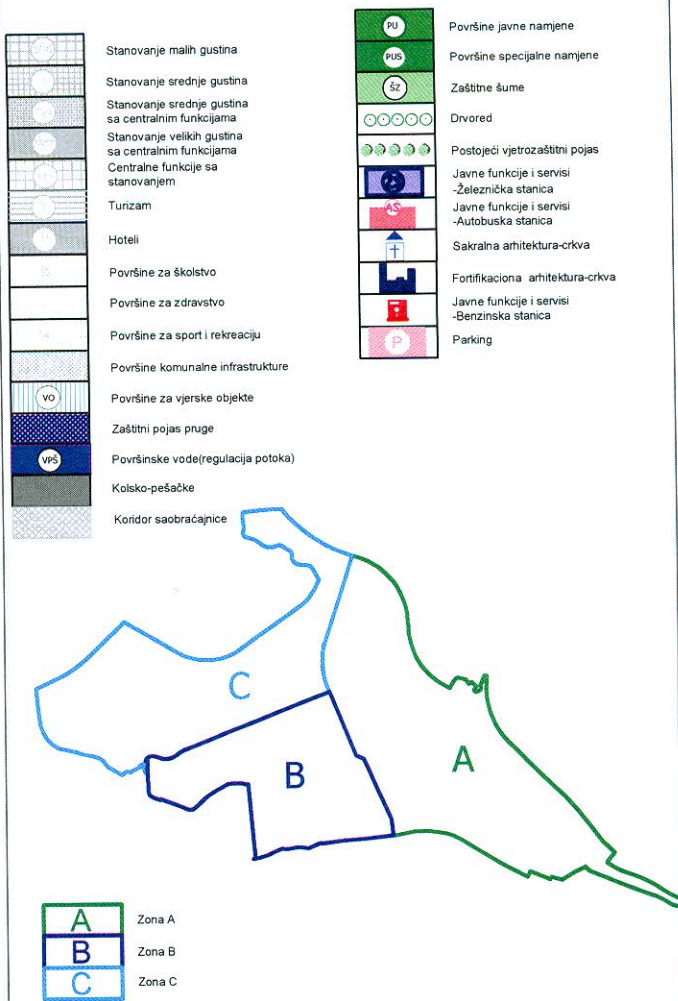 Stanovanje malih gustina
Stanovanje srednje gustina
Stanovanje srednje gustina
sa centralnim funkcijama
Stanovanje velikih gustina
sa centralnim funkcijama
Centralne funkcije sa
stanovanjem
Turizam
Hoteli
Površine za školstvo
Površine za zdravstvo
Površine za sport i rekreaciju
Površine komunalne infrastrukture
VO
Površine za vjerske objekte
Zaštitni pojas pruge
VPŠ
Površinske vode(regulacija potoka)
Kolsko-pešačke
Koridor saobraćajnice
PU
Površine javne namjene
PUS
Površine specijalne namjene
ŠZ
Zaštitne šume
Drvored
Postojeći vjetrozaštitni pojas
Javne funkcije i servisi
-Železnička stanica
AS
Javne funkcije i servisi
-Autobuska stanica
Sakralna arhitektura-crkva
Fortifikaciona arhitektura-crkva
Javne funkcije i servisi
-Benzinska stanica
P
Parking
C
B
A
A
Zona A
B
Zona B
C
Zona C